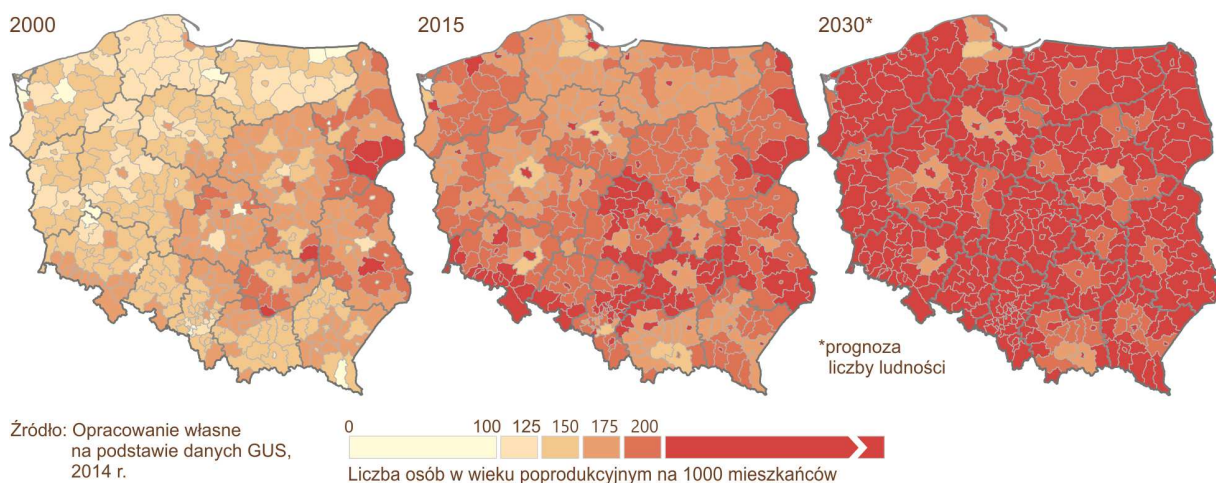 2000
2015
2030*
*prognoza
liczby ludności
Źródło: Opracowanie własne
na podstawie danych GUS,
2014 r.
0 100 125 150 175 200
Liczba osób w wieku poprodukcyjnym na 1000 mieszkańców